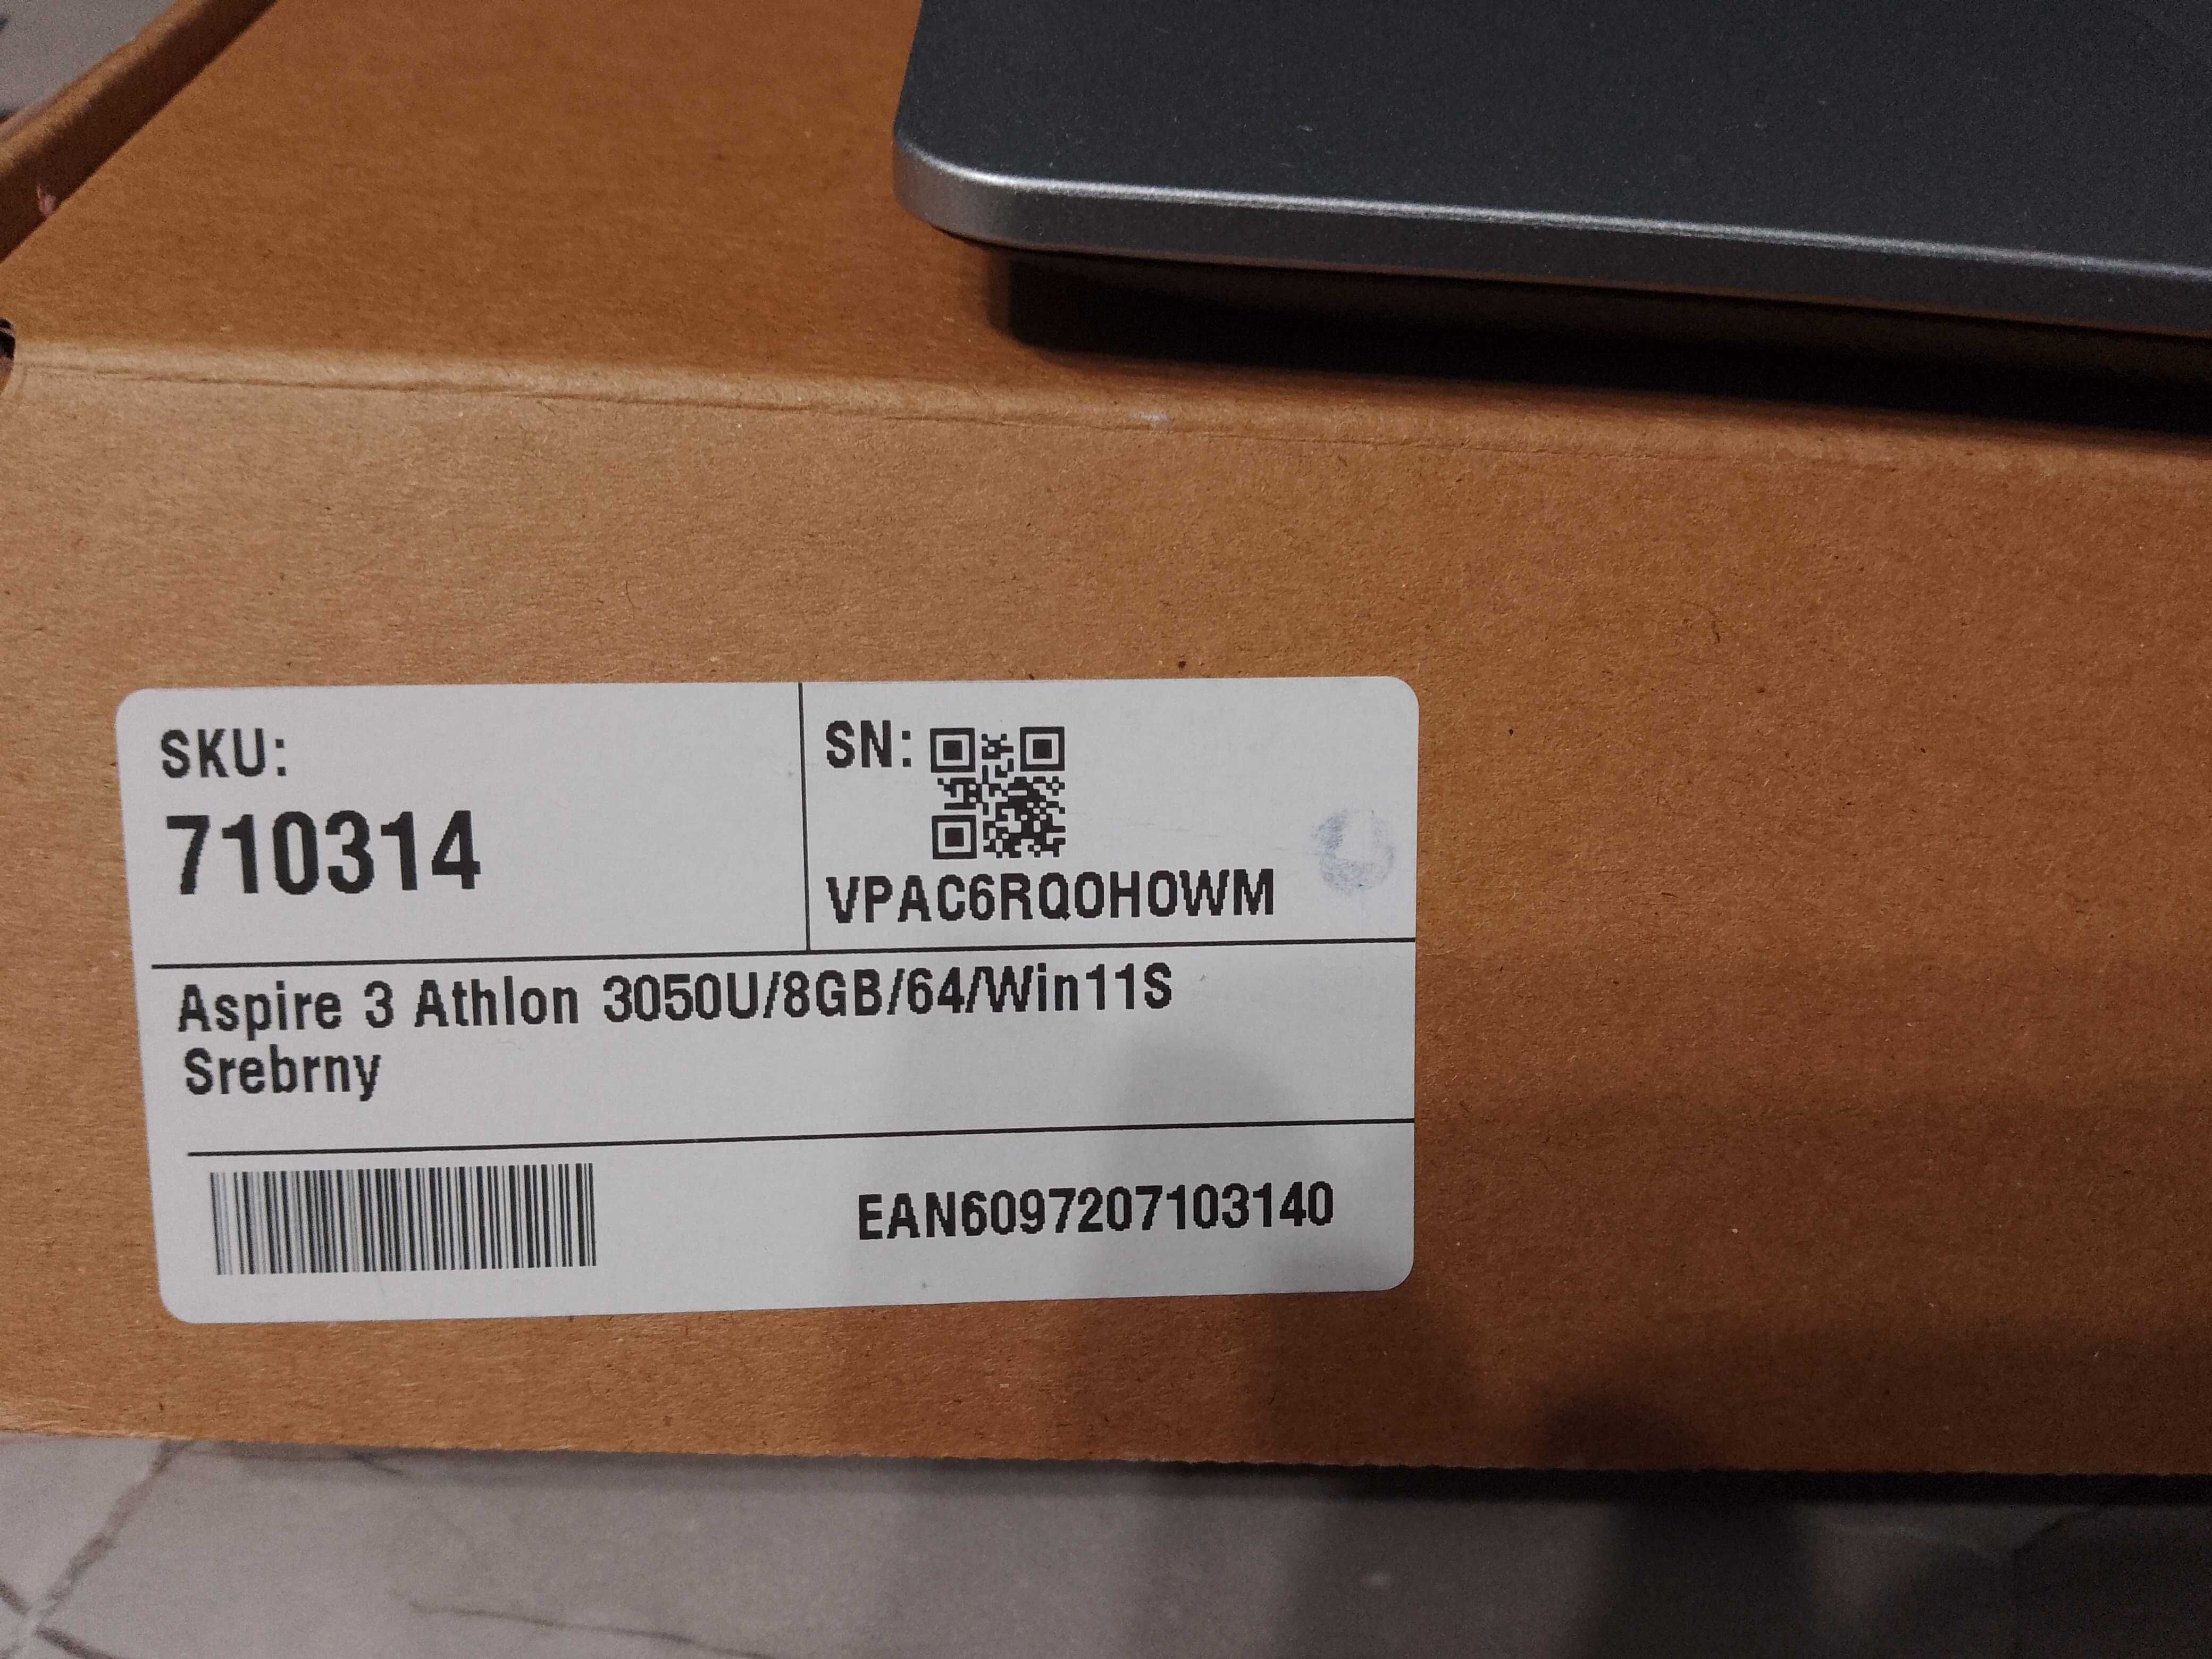 SKU:
710314
SN:
VPAC6RQOHOWM
Aspire 3 Athlon 3050U/8GB/64/Win11S
Srebrny
EAN6097207103140